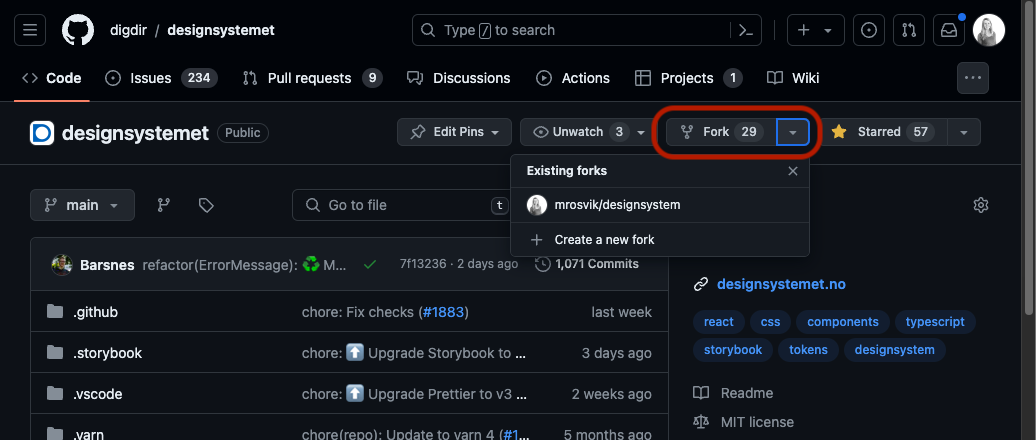 digdir / designsystemet
Type / to search
Code
Issues 234
Pull requests 9
Discussions
Actions
Projects 1
Wiki
designsystemet Public
Edit Pins
Unwatch 3
Fork 29
Starred 57
Existing forks
mrosvik/designsystem
Create a new fork
main
Go to file t
Barsnes refactor(ErrorMessage): ♻️ M... 7f13236 · 2 days ago 1,071 Commits
.github chore: Fix checks (#1883) last week
.storybook chore: ⬆️ Upgrade Storybook to ... 3 days ago
.vscode chore: ⬆️ Upgrade Prettier to v3 ... 2 weeks ago
.yarn chore(repo): Update to yarn 4 (#1... 5 months ago
designsystemet.no
react css components typescript
storybook tokens designsystem
Readme
MIT license